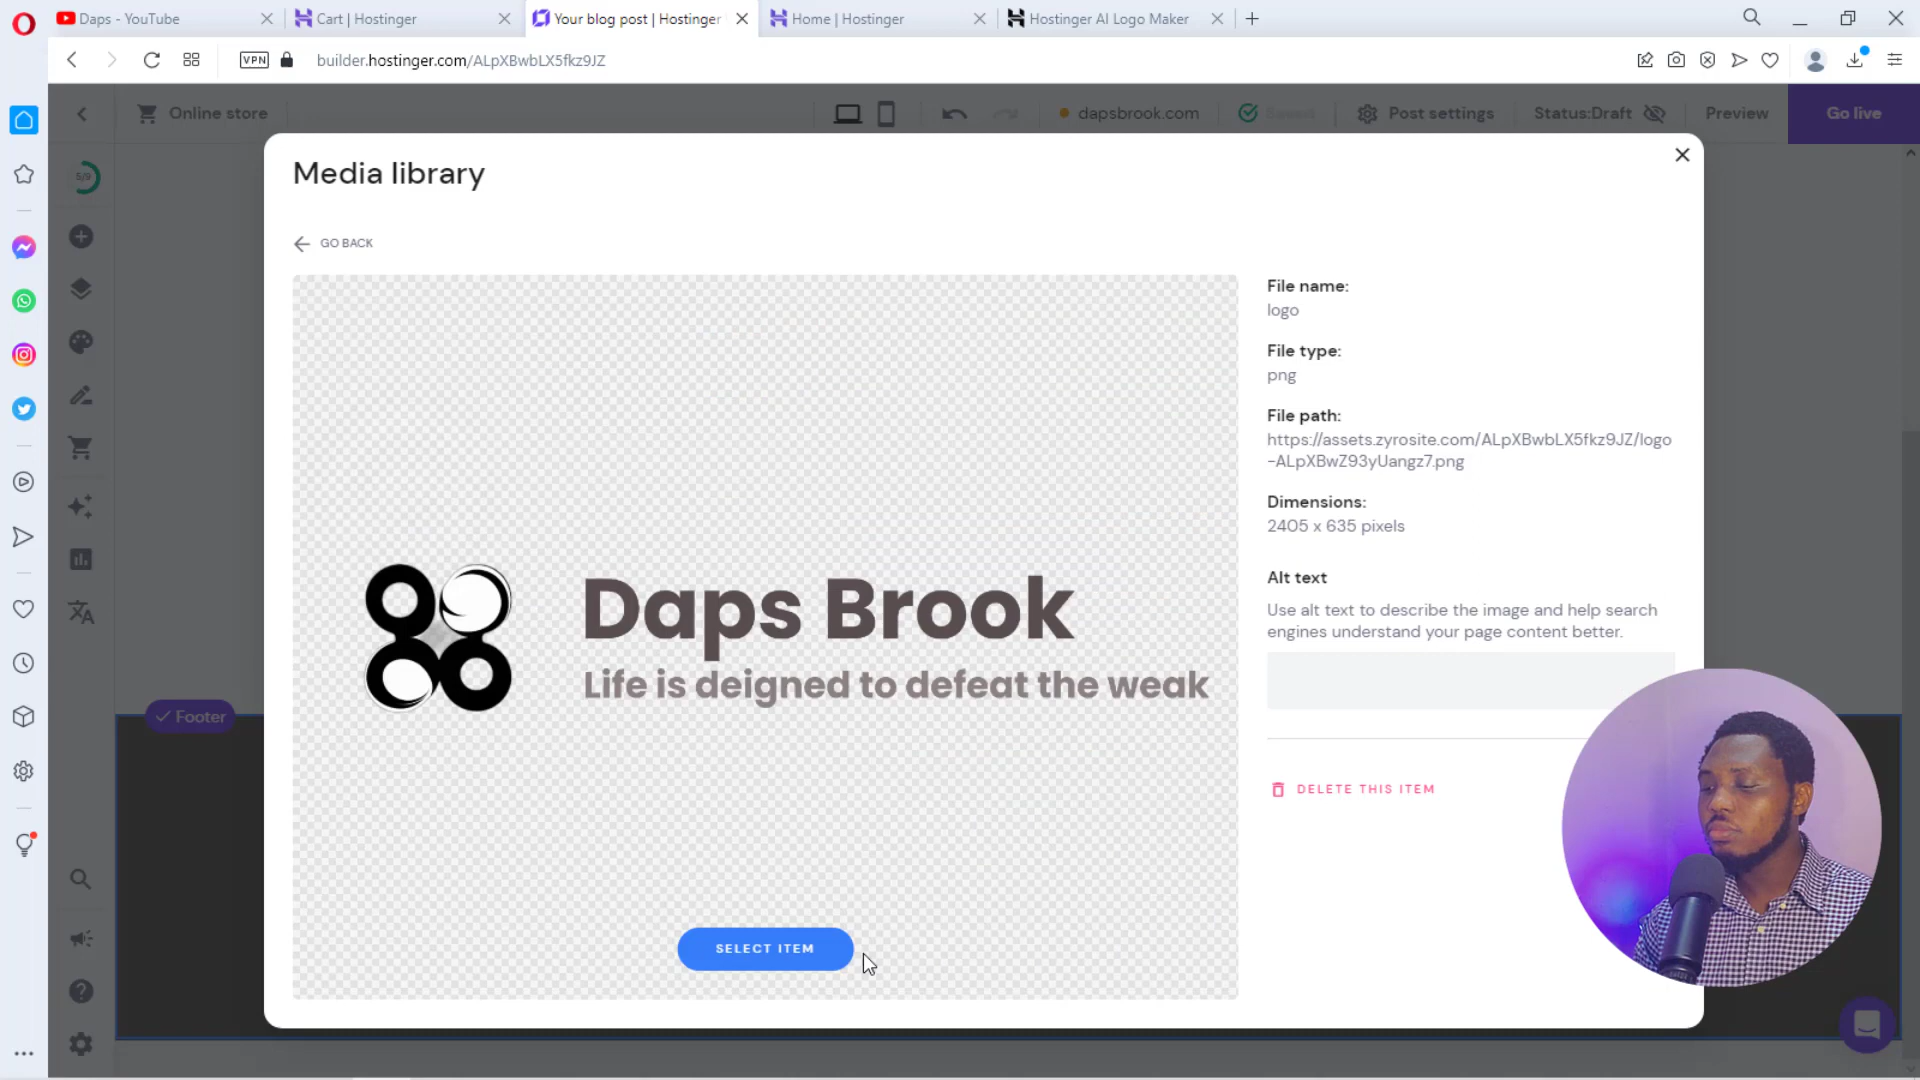 Daps - YouTube
Cart | Hostinger
Your blog post | Hostinger
Home | Hostinger
Hostinger AI Logo Maker
VPN
builder.hostinger.com/ALpXBwbLX5fkz9JZ
Online store
dapsbrook.com
Saved
Post settings
Status:Draft
Preview
Go live
5/9
Media library
GO BACK
File name:
logo
File type:
png
File path:
https://assets.zyrosite.com/ALpXBwbLX5fkz9JZ/logo
-ALpXBwZ93yUangz7.png
Dimensions:
2405 x 635 pixels
Alt text
Use alt text to describe the image and help search
engines understand your page content better.
Daps Brook
Life is deigned to defeat the weak
Footer
DELETE THIS ITEM
SELECT ITEM